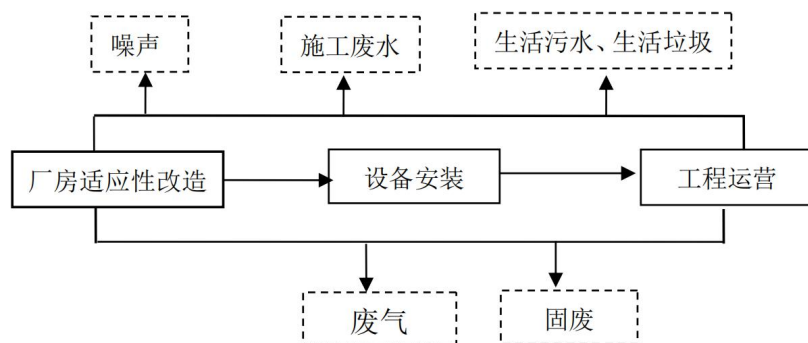 噪声
施工废水
生活污水、生活垃圾
厂房适应性改造
设备安装
工程运营
废气
固废